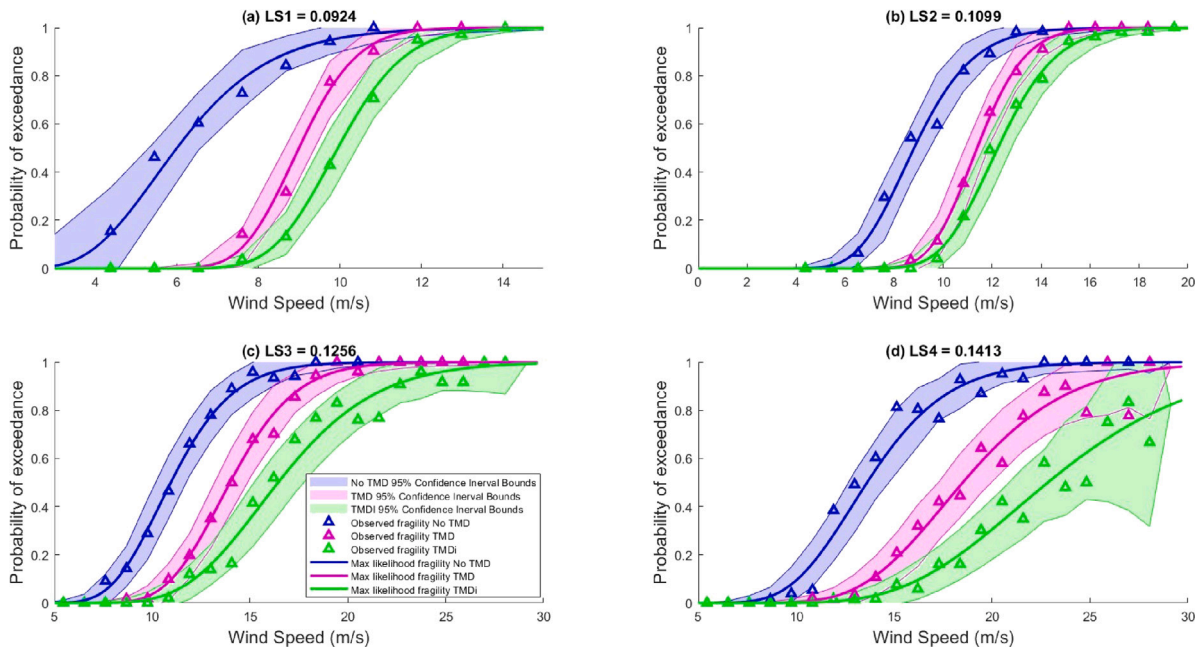 (a) LS1 = 0.0924
Probability of exceedance
1
0.8
0.6
0.4
0.2
0
4 6 8 10 12 14
Wind Speed (m/s)
(b) LS2 = 0.1099
Probability of exceedance
1
0.8
0.6
0.4
0.2
0
0 2 4 6 8 10 12 14 16 18 20
Wind Speed (m/s)
(c) LS3 = 0.1256
Probability of exceedance
1
0.8
0.6
0.4
0.2
0
No TMD 95% Confidence Inerval Bounds
TMD 95% Confidence Inerval Bounds
TMDI 95% Confidence Inerval Bounds
Observed fragility No TMD
Observed fragility TMD
Observed fragility TMDi
Max likelihood fragility No TMD
Max likelihood fragility TMD
Max likelihood fragility TMDi
5 10 15 20 25 30
Wind Speed (m/s)
(d) LS4 = 0.1413
Probability of exceedance
1
0.8
0.6
0.4
0.2
0
5 10 15 20 25 30
Wind Speed (m/s)